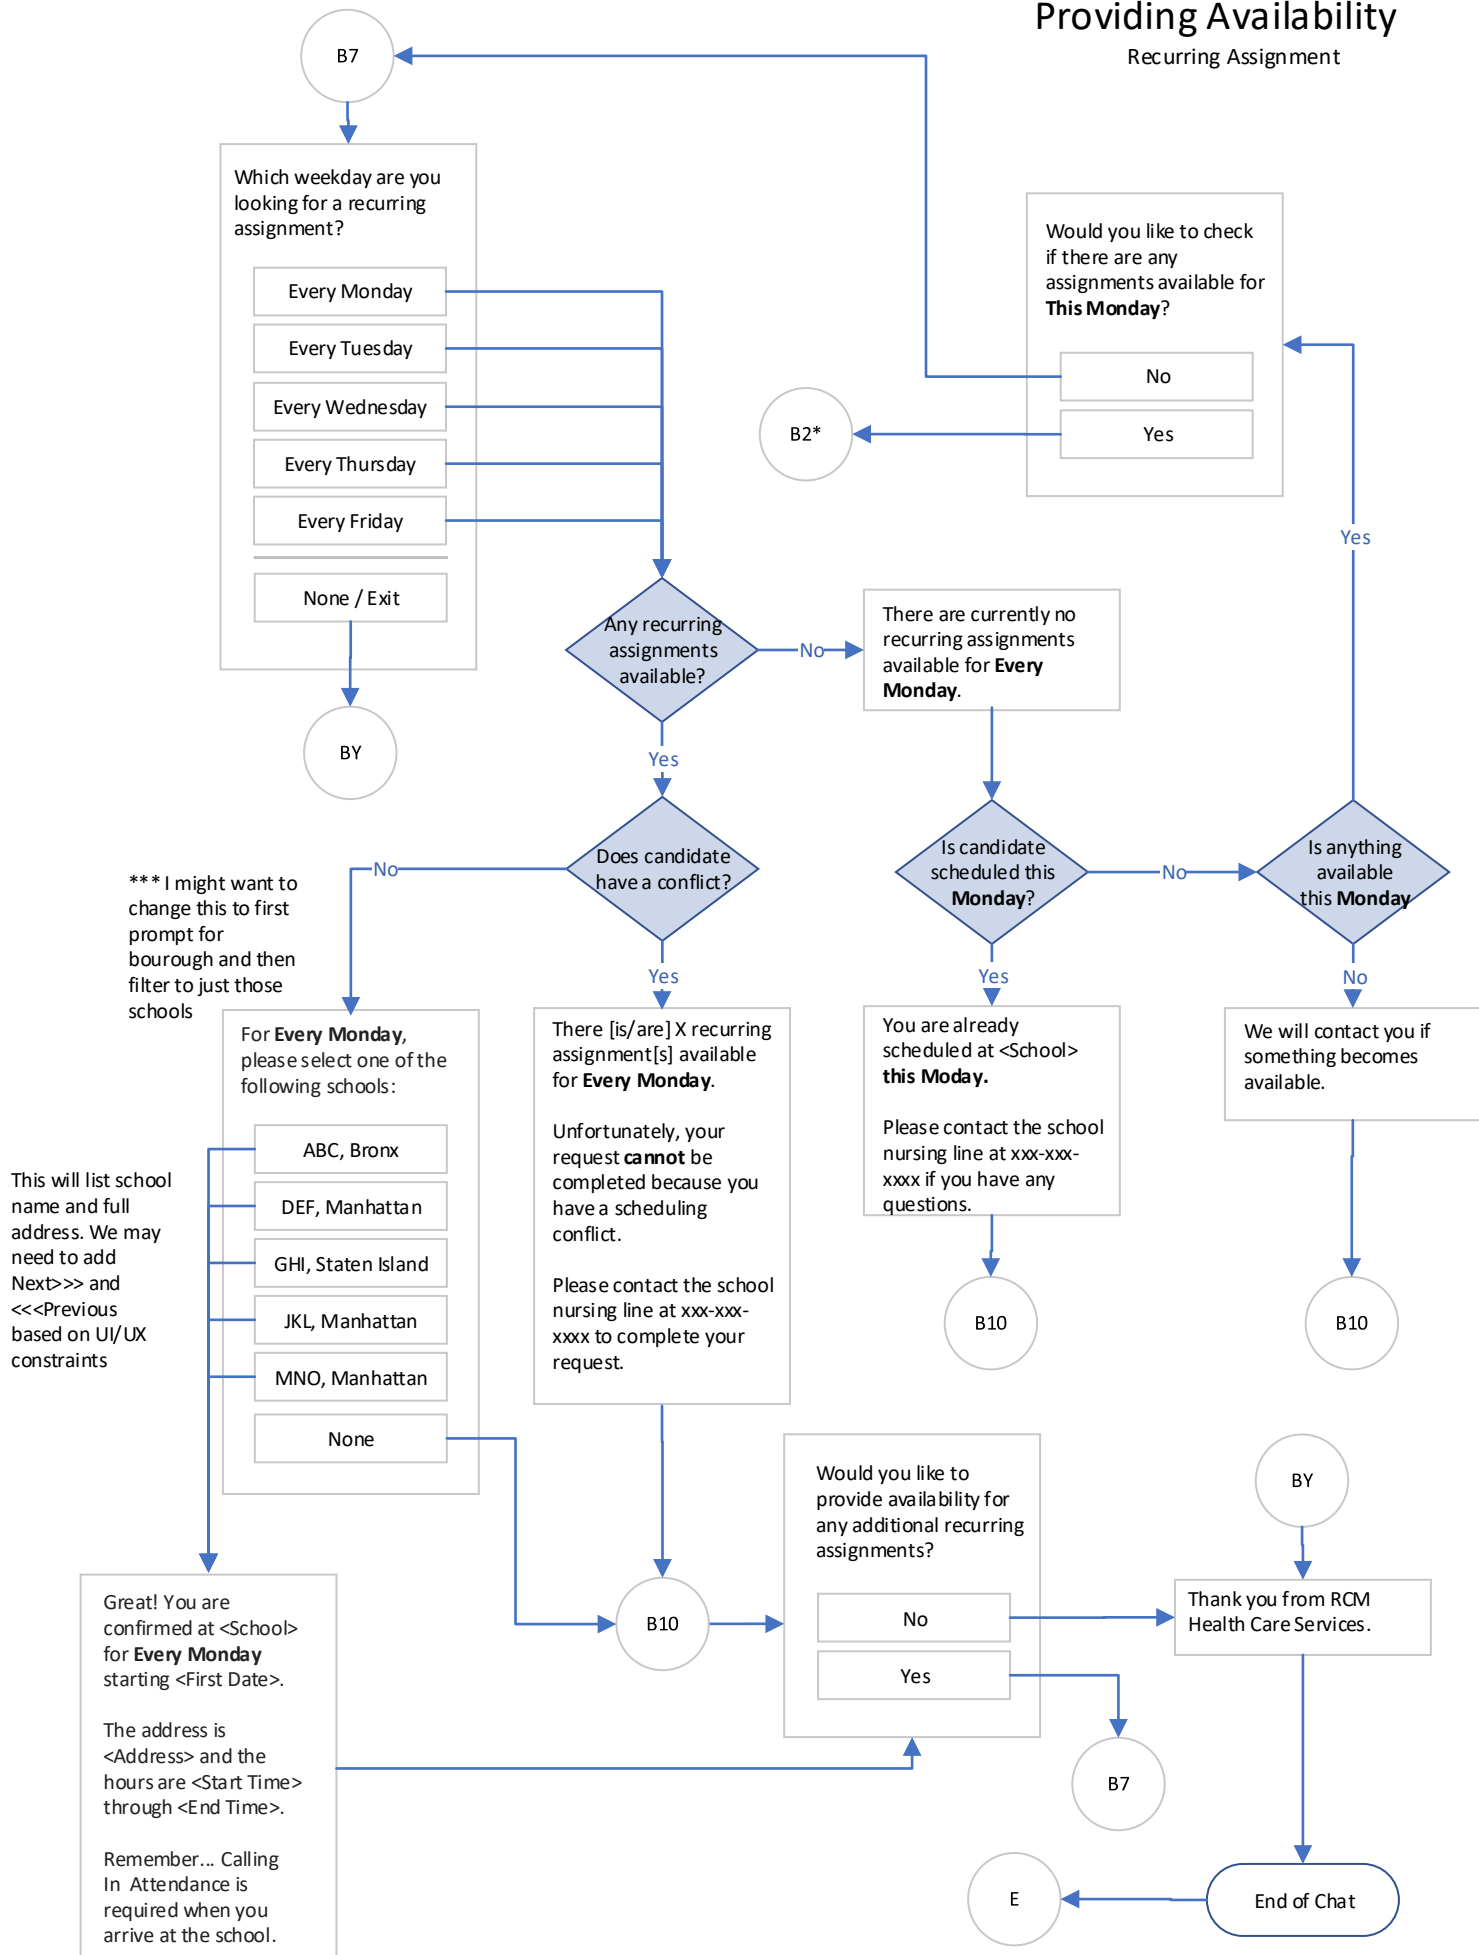 Providing Availability
Recurring Assignment
B7
Which weekday are you
looking for a recurring
assignment?
Every Monday
Every Tuesday
Every Wednesday
Every Thursday
Every Friday
None / Exit
BY
Would you like to check
if there are any
assignments available for
This Monday?
No
Yes
B2*
Yes
Any recurring
assignments
available?
No
There are currently no
recurring assignments
available for Every
Monday.
Yes
Does candidate
have a conflict?
No
Yes
Is candidate
scheduled this
Monday?
No
Yes
Is anything
available
this Monday
No
*** I might want to
change this to first
prompt for
bourough and then
filter to just those
schools
For Every Monday,
please select one of the
following schools:
ABC, Bronx
DEF, Manhattan
GHI, Staten Island
JKL, Manhattan
MNO, Manhattan
None
This will list school
name and full
address. We may
need to add
Next>>> and
<<<Previous
based on UI/UX
constraints
There [is/are] X recurring
assignment[s] available
for Every Monday.
Unfortunately, your
request cannot be
completed because you
have a scheduling
conflict.
Please contact the school
nursing line at xxx-xxx-
xxxx to complete your
request.
You are already
scheduled at <School>
this Moday.
Please contact the school
nursing line at xxx-xxx-
xxxx if you have any
questions.
B10
We will contact you if
something becomes
available.
B10
B10
Would you like to
provide availability for
any additional recurring
assignments?
No
Yes
B7
BY
Thank you from RCM
Health Care Services.
End of Chat
E
Great! You are
confirmed at <School>
for Every Monday
starting <First Date>.
The address is
<Address> and the
hours are <Start Time>
through <End Time>.
Remember... Calling
In Attendance is
required when you
arrive at the school.